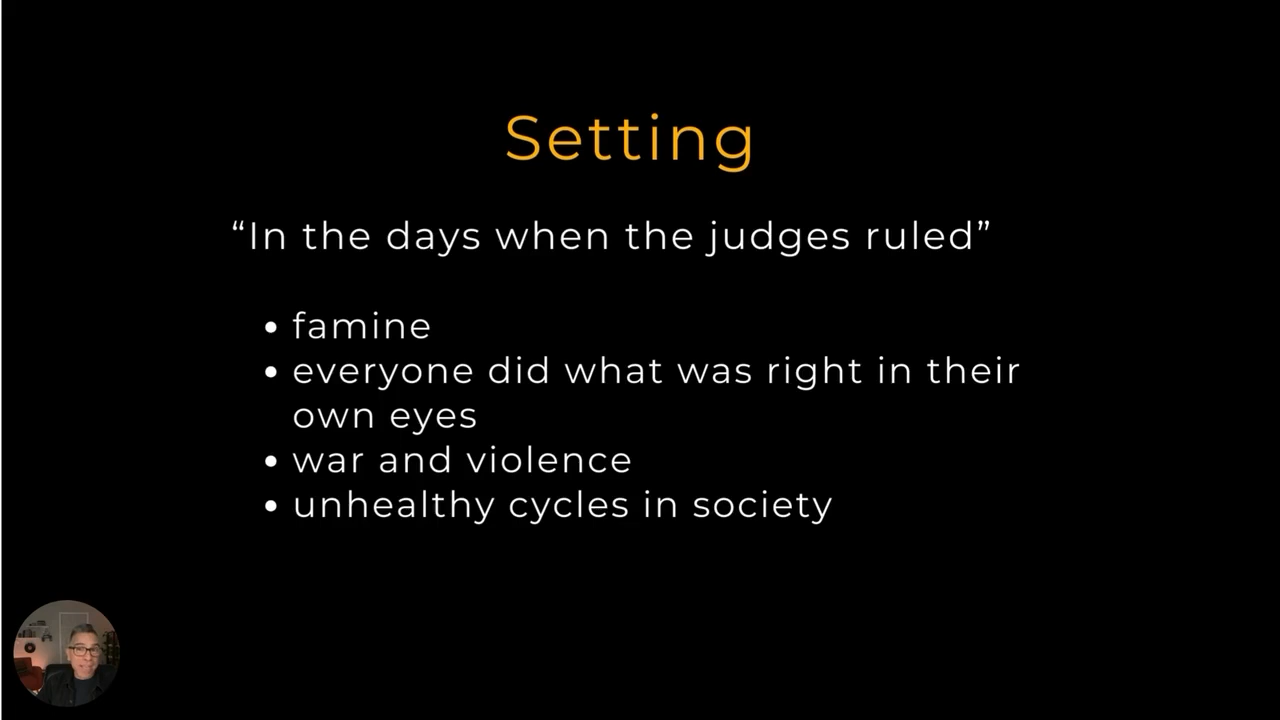 Setting
“In the days when the judges ruled”
• famine
• everyone did what was right in their
own eyes
• war and violence
• unhealthy cycles in society